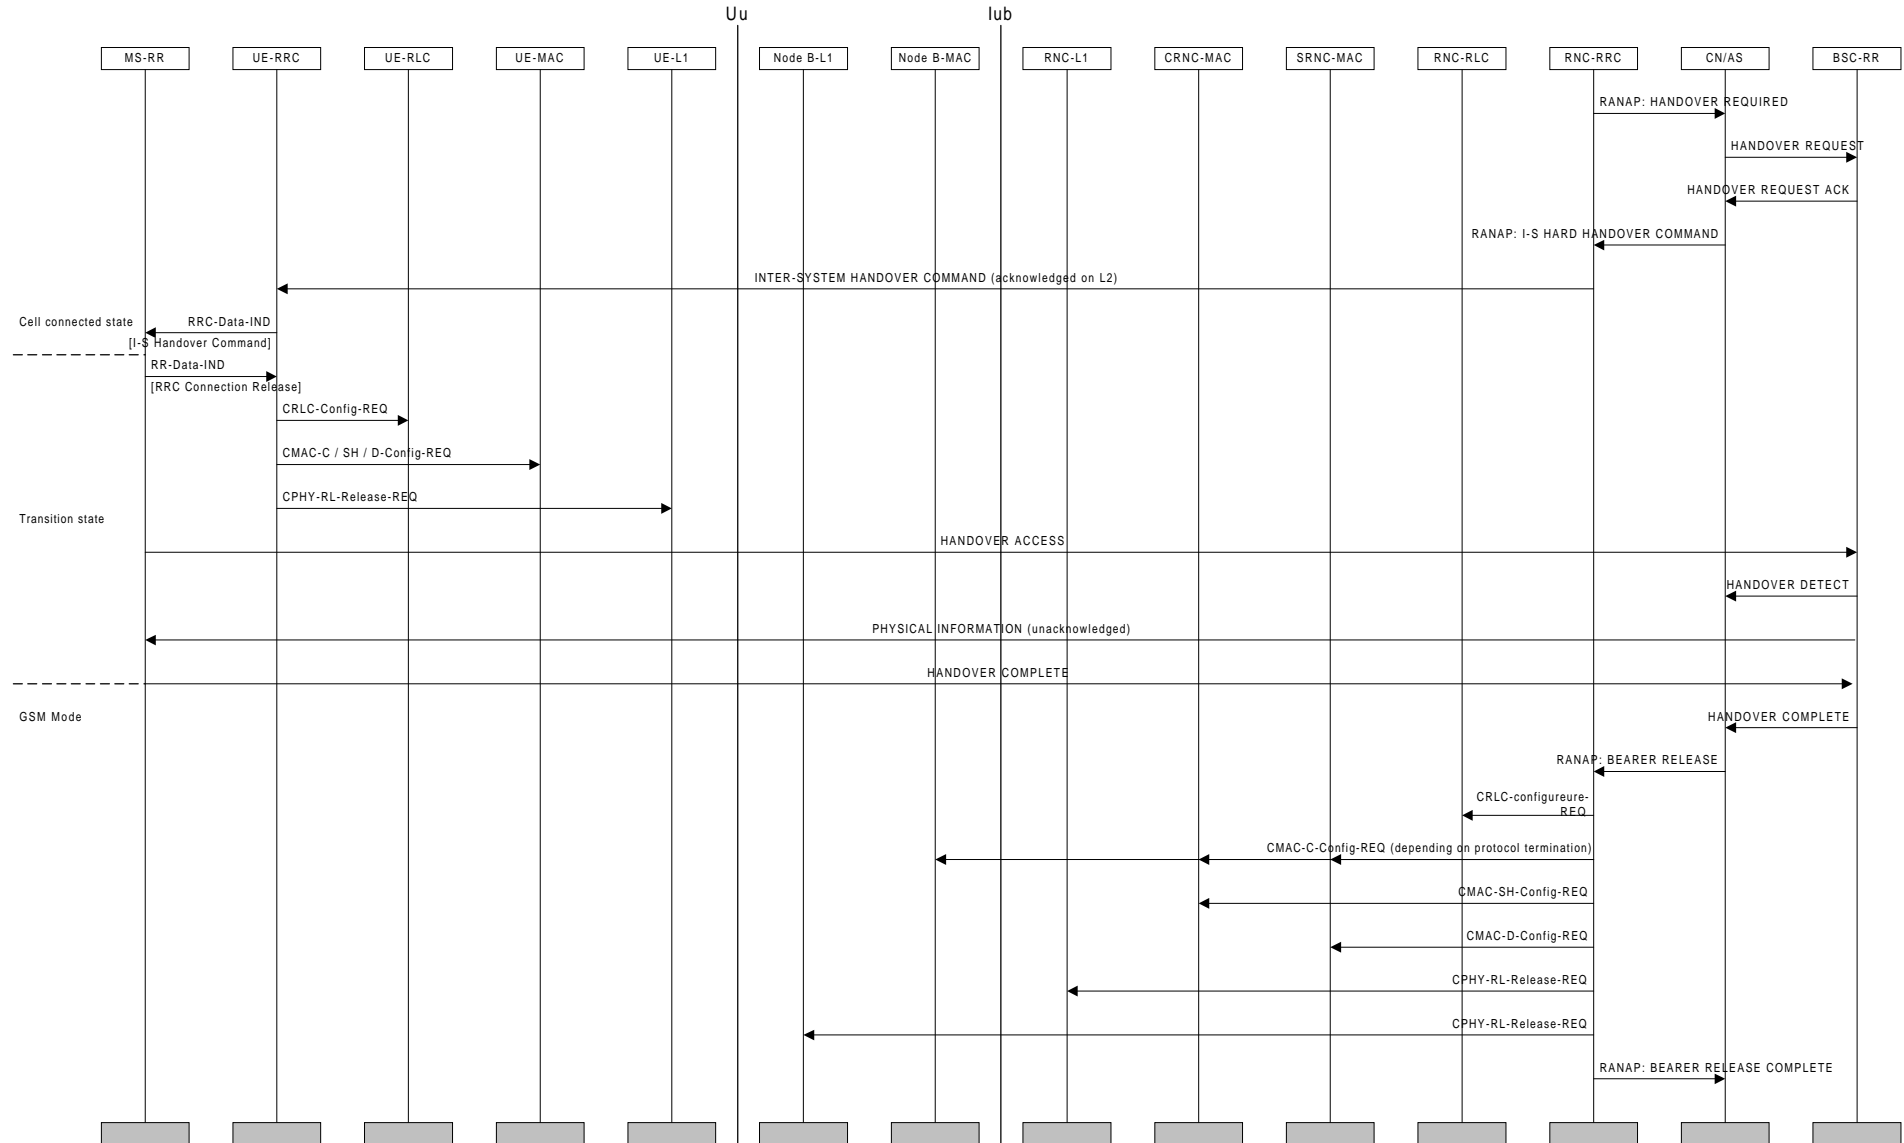 Uu
Iub
MS-RR
UE-RRC
UE-RLC
UE-MAC
UE-L1
Node B-L1
Node B-MAC
RNC-L1
CRNC-MAC
SRNC-MAC
RNC-RLC
RNC-RRC
CN/AS
BSC-RR
RANAP: HANDOVER REQUIRED
HANDOVER REQUEST
HANDOVER REQUEST ACK
RANAP: I-S HARD HANDOVER COMMAND
INTER-SYSTEM HANDOVER COMMAND (acknowledged on L2)
Cell connected state
RRC-Data-IND
[I-S Handover Command]
RR-Data-IND
[RRC Connection Release]
CRLC-Config-REQ
CMAC-C / SH / D-Config-REQ
CPHY-RL-Release-REQ
Transition state
HANDOVER ACCESS
HANDOVER DETECT
PHYSICAL INFORMATION (unacknowledged)
HANDOVER COMPLETE
GSM Mode
HANDOVER COMPLETE
RANAP: BEARER RELEASE
CRLC-configureure-
REQ
CMAC-C-Config-REQ (depending on protocol termination)
CMAC-SH-Config-REQ
CMAC-D-Config-REQ
CPHY-RL-Release-REQ
CPHY-RL-Release-REQ
RANAP: BEARER RELEASE COMPLETE